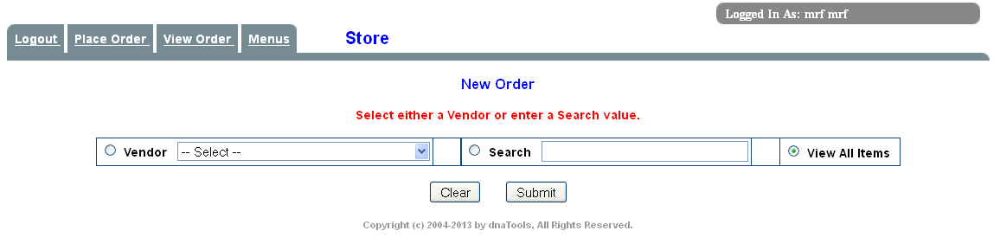 Logged In As: mrf mrf
Logout Place Order View Order Menus Store
New Order
Select either a Vendor or enter a Search value.
Vendor -- Select -- Search View All Items
Clear Submit
Copyright (c) 2004-2013 by dnaTools, All Rights Reserved.